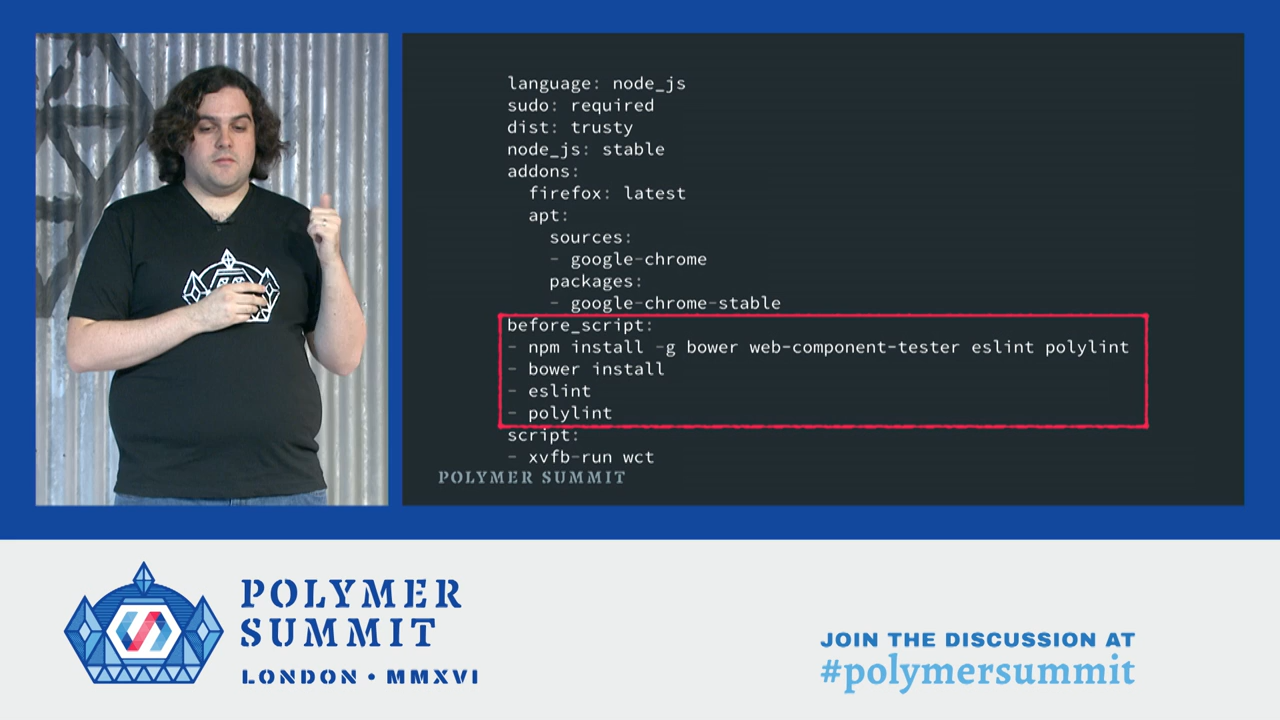 language: node_js
sudo: required
dist: trusty
node_js: stable
addons:
  firefox: latest
  apt:
    sources:
    - google-chrome
    packages:
    - google-chrome-stable
before_script:
- npm install -g bower web-component-tester eslint polylint
- bower install
- eslint
- polylint
script:
- xvfb-run wct
POLYMER SUMMIT
POLYMER
SUMMIT
LONDON • MMXVI
JOIN THE DISCUSSION AT
#polymersummit